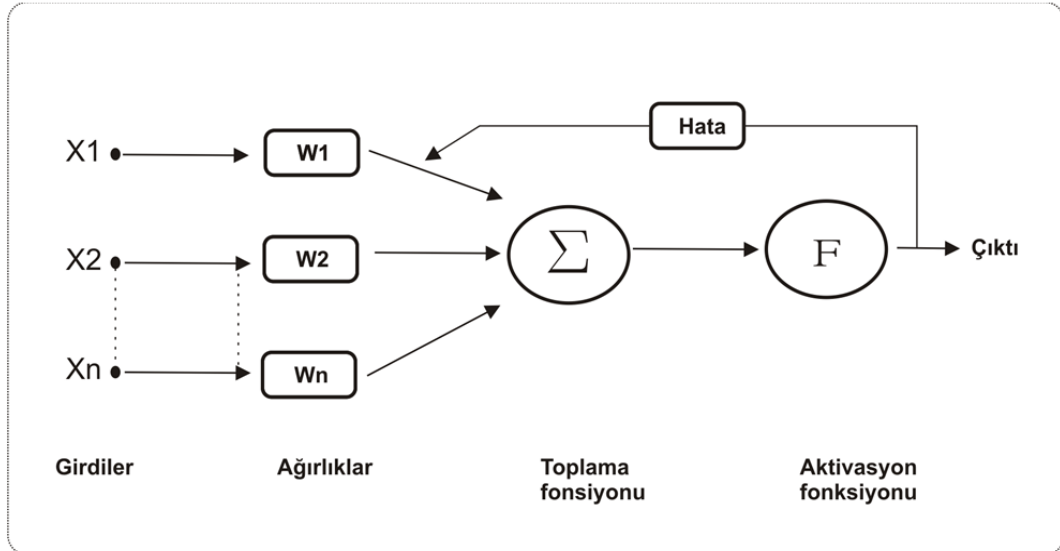 Hata
X1
W1
X2
W2
Σ
F
Çıktı
Xn
Wn
Girdiler
Ağırlıklar
Toplama
fonsiyonu
Aktivasyon
fonksiyonu